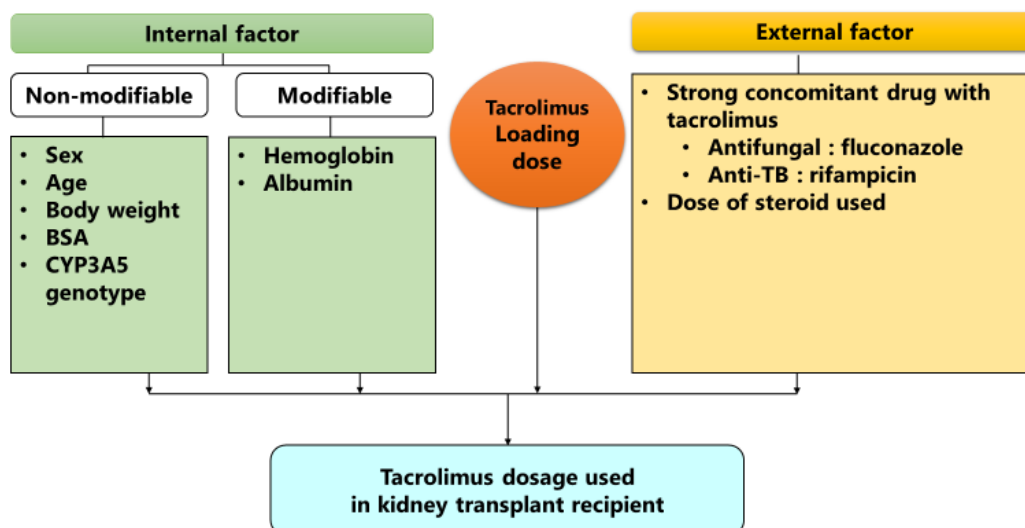 Internal factor
Non-modifiable
Modifiable
• Sex
• Age
• Body weight
• BSA
• CYP3A5
genotype
• Hemoglobin
• Albumin
Tacrolimus
Loading
dose
External factor
• Strong concomitant drug with
tacrolimus
• Antifungal : fluconazole
• Anti-TB : rifampicin
• Dose of steroid used
Tacrolimus dosage used
in kidney transplant recipient